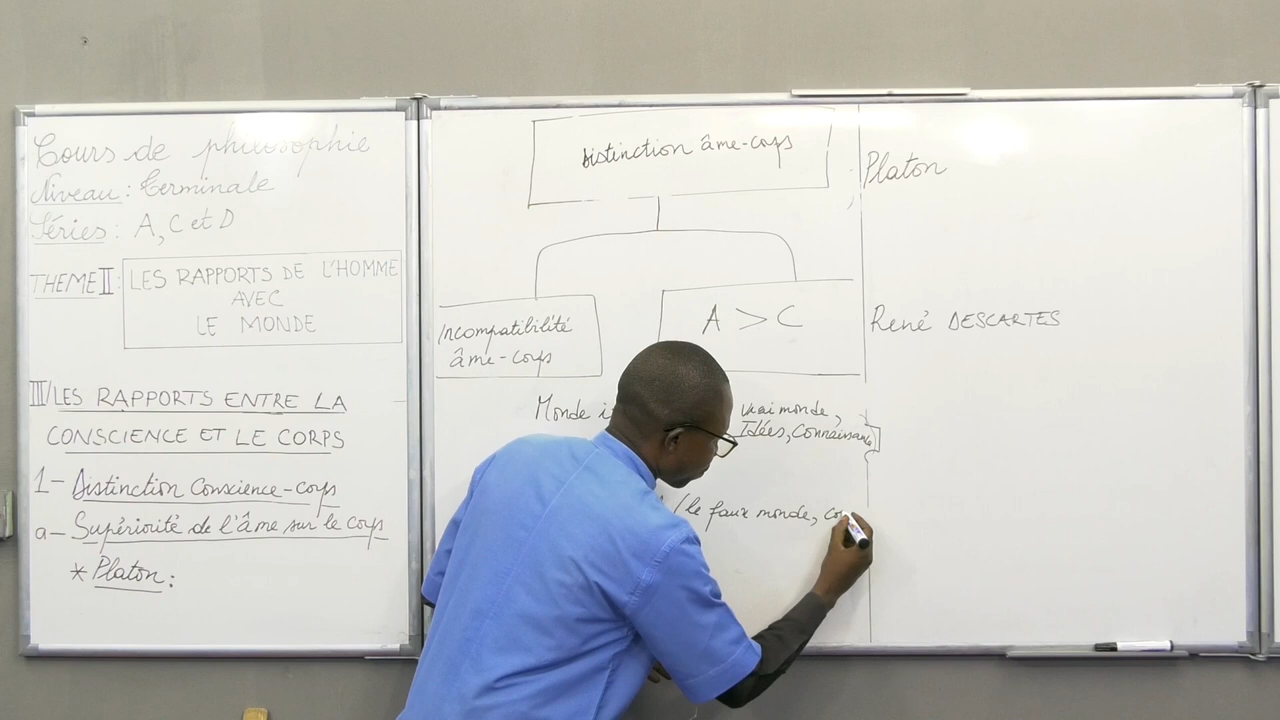 Cours de philosophie
Niveau : Terminale
Séries : A, C et D
THEME II : LES RAPPORTS DE L'HOMME
AVEC
LE MONDE
III/ LES RAPPORTS ENTRE LA
CONSCIENCE ET LE CORPS
1- Distinction Conscience-corps
a- Supériorité de l'âme sur le corps
* Platon :
Distinction âme-corps
Incompatibilité
âme-corps
A > C
Monde
vrai monde,
Idées, connaissance
/ le faux monde, co
Platon
René DESCARTES